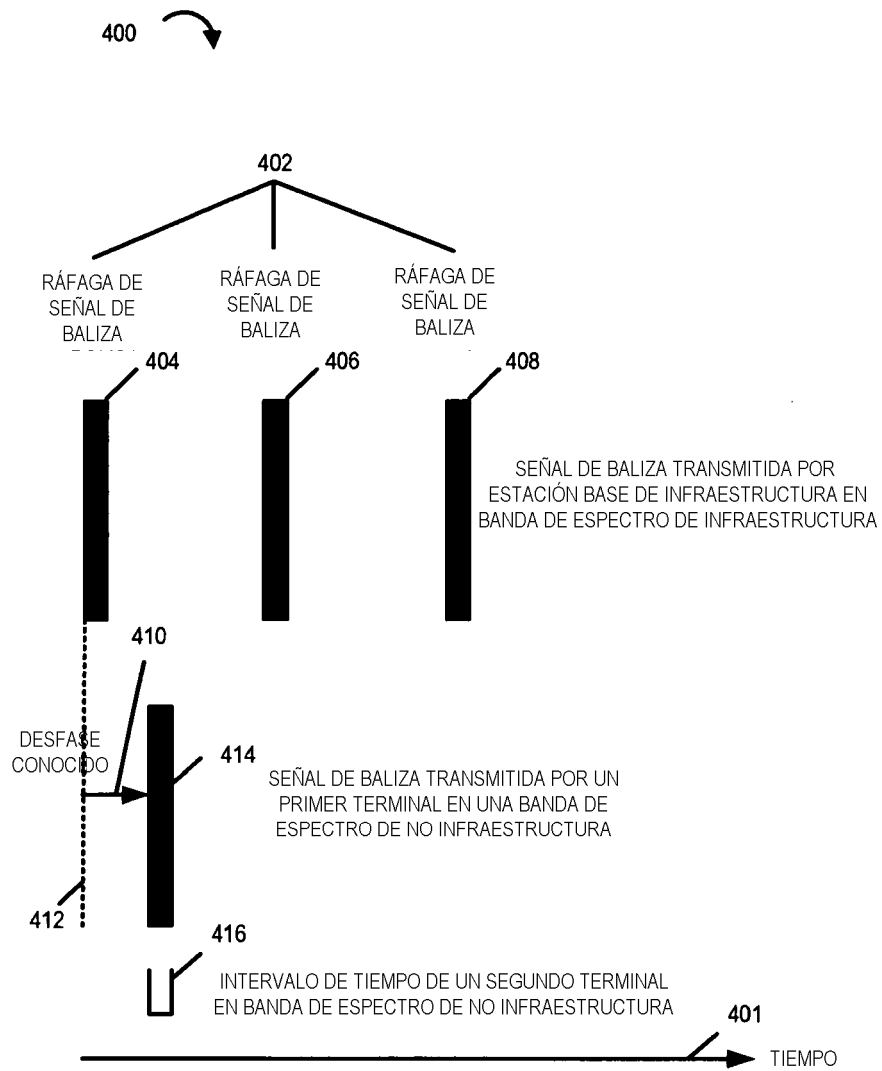 400
402
RÁFAGA DE
SEÑAL DE
BALIZA
RÁFAGA DE
SEÑAL DE
BALIZA
RÁFAGA DE
SEÑAL DE
BALIZA
404
406
408
SEÑAL DE BALIZA TRANSMITIDA POR
ESTACIÓN BASE DE INFRAESTRUCTURA EN
BANDA DE ESPECTRO DE INFRAESTRUCTURA
410
DESFASE
CONOCIDO
414
SEÑAL DE BALIZA TRANSMITIDA POR UN
PRIMER TERMINAL EN UNA BANDA DE
ESPECTRO DE NO INFRAESTRUCTURA
412
416
INTERVALO DE TIEMPO DE UN SEGUNDO TERMINAL
EN BANDA DE ESPECTRO DE NO INFRAESTRUCTURA
401
TIEMPO